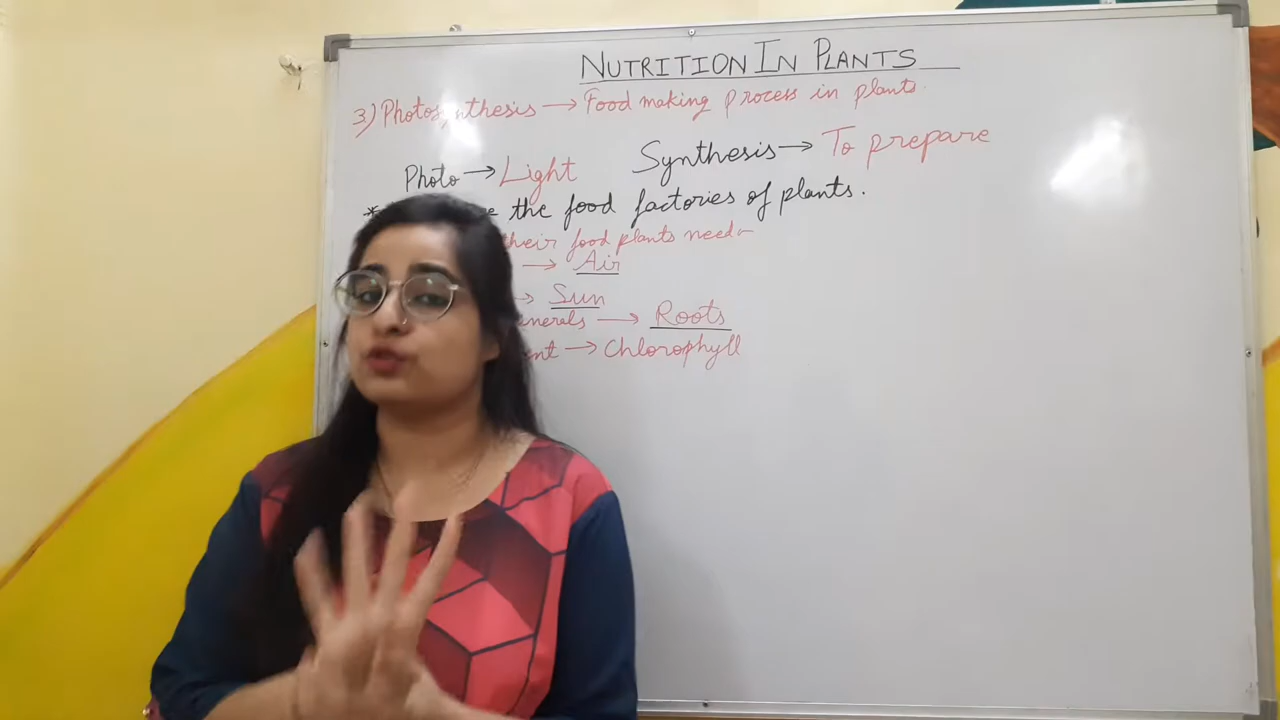 NUTRITION IN PLANTS
3) Photosynthesis → Food making process in plants.
Photo → Light Synthesis → To prepare
* the food factories of plants.
their food plants need-
→ Air
→ Sun
→ Roots
→ Chlorophyll